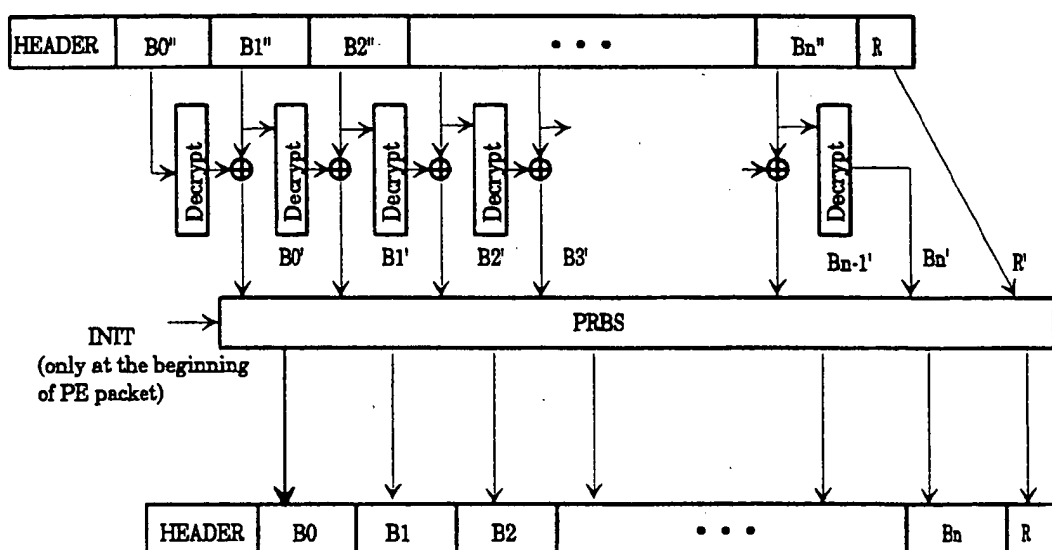 HEADER B0" B1" B2" • • • Bn" R
Decrypt Decrypt Decrypt Decrypt Decrypt
B0' B1' B2' B3' Bn-1' Bn' R'
PRBS
INIT
(only at the beginning
of PE packet)
HEADER B0 B1 B2 • • • Bn R